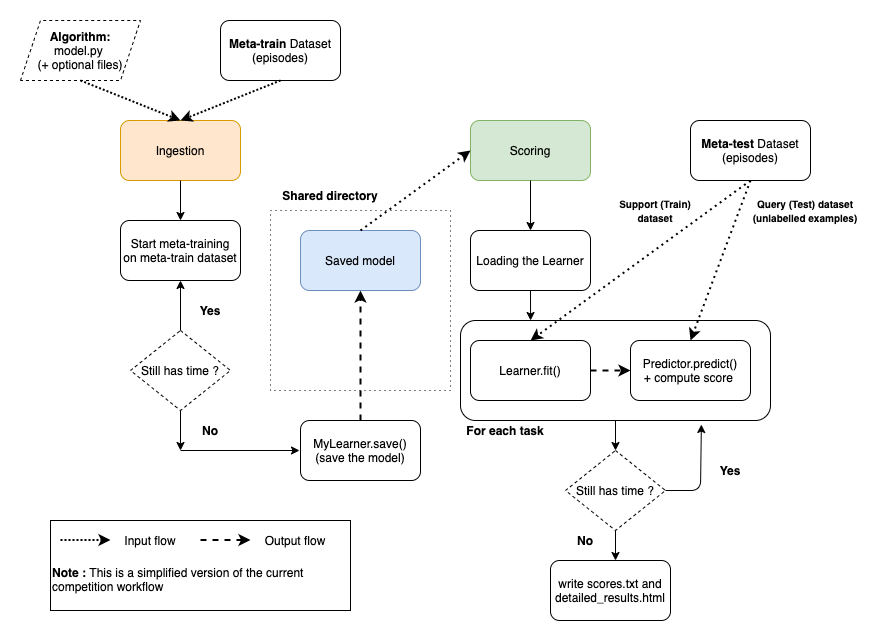 Algorithm:
model.py
(+ optional files)
Meta-train Dataset
(episodes)
Ingestion
Scoring
Meta-test Dataset
(episodes)
Shared directory
Support (Train)
dataset
Query (Test) dataset
(unlabelled examples)
Start meta-training
on meta-train dataset
Saved model
Loading the Learner
Yes
Still has time ?
Learner.fit()
Predictor.predict()
+ compute score
No
MyLearner.save()
(save the model)
For each task
Still has time ?
Yes
No
Input flow
Output flow
Note : This is a simplified version of the current
competition workflow
write scores.txt and
detailed_results.html